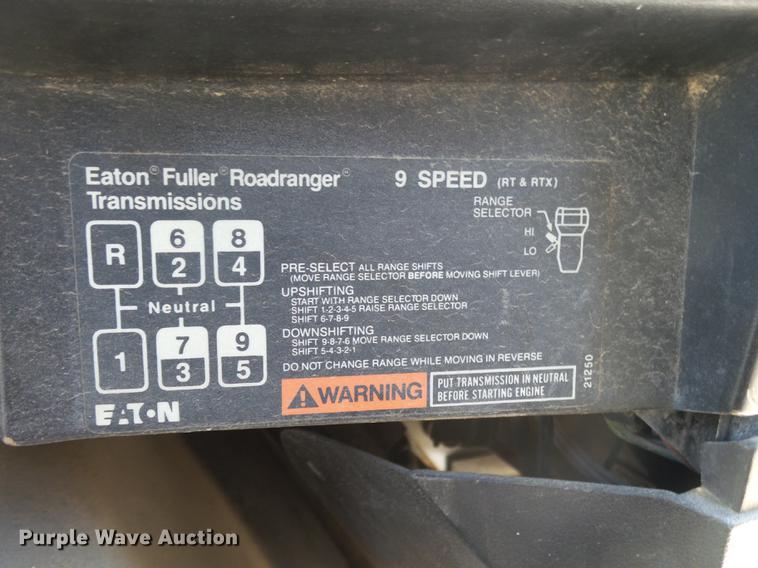 Eaton® Fuller® Roadranger® 9 SPEED (RT & RTX)
Transmissions
RANGE
SELECTOR
HI
LO
R 6 8
2 4
Neutral
1 7 9
3 5
PRE-SELECT ALL RANGE SHIFTS
(MOVE RANGE SELECTOR BEFORE MOVING SHIFT LEVER)
UPSHIFTING
START WITH RANGE SELECTOR DOWN
SHIFT 1-2-3-4-5 RAISE RANGE SELECTOR
SHIFT 6-7-8-9
DOWNSHIFTING
SHIFT 9-8-7-6 MOVE RANGE SELECTOR DOWN
SHIFT 5-4-3-2-1
DO NOT CHANGE RANGE WHILE MOVING IN REVERSE
WARNING
PUT TRANSMISSION IN NEUTRAL
BEFORE STARTING ENGINE
21250
EATON
Purple Wave Auction